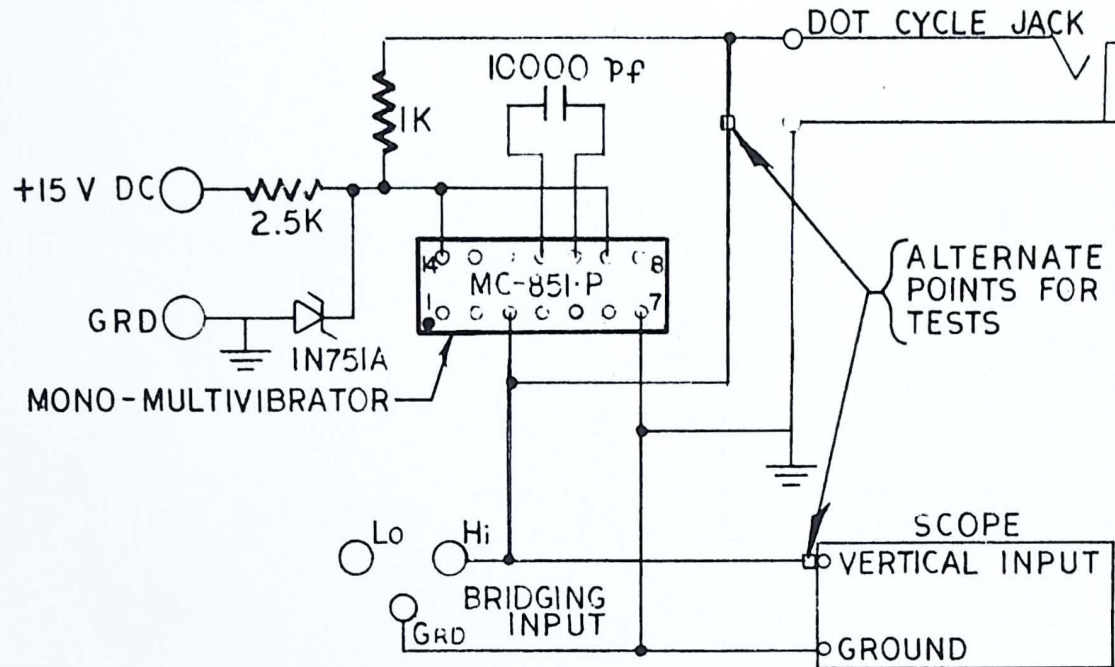 DOT CYCLE JACK
10000 pf
1K
+15 V DC
2.5K
14
8
MC-851-P
1
7
ALTERNATE
POINTS FOR
TESTS
GRD
1N751A
MONO-MULTIVIBRATOR
Lo
Hi
SCOPE
VERTICAL INPUT
BRIDGING
INPUT
GRD
GROUND